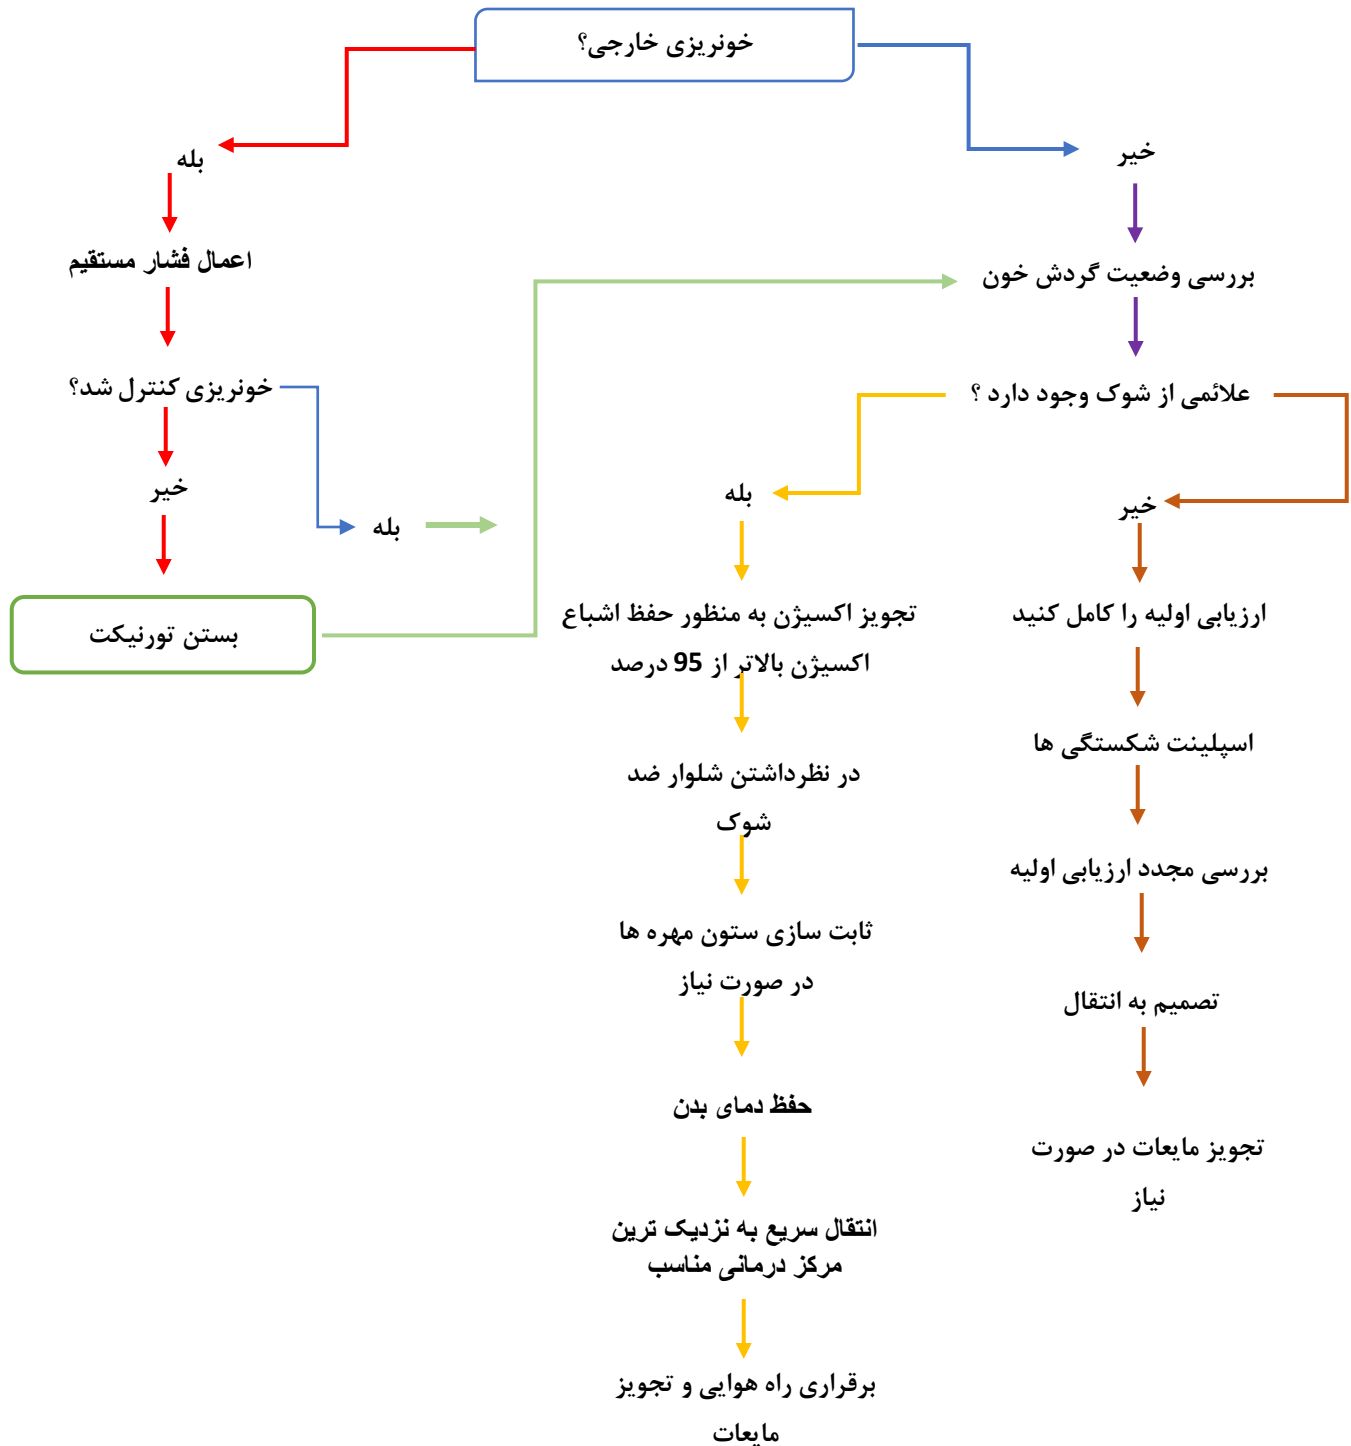 خونریزی خارجی؟
خیر
بله
بررسی وضعیت گردش خون
اعمال فشار مستقیم
علائمی از شوک وجود دارد ؟
خونریزی کنترل شد؟
خیر
بله
خیر
بله
ارزیابی اولیه را کامل کنید
تجویز اکسیژن به منظور حفظ اشباع
اکسیژن بالاتر از 95 درصد
بستن تورنیکت
اسپلینت شکستگی ها
در نظرداشتن شلوار ضد
شوک
بررسی مجدد ارزیابی اولیه
ثابت سازی ستون مهره ها
در صورت نیاز
تصمیم به انتقال
حفظ دمای بدن
تجویز مایعات در صورت
نیاز
انتقال سریع به نزدیک ترین
مرکز درمانی مناسب
برقراری راه هوایی و تجویز
مایعات